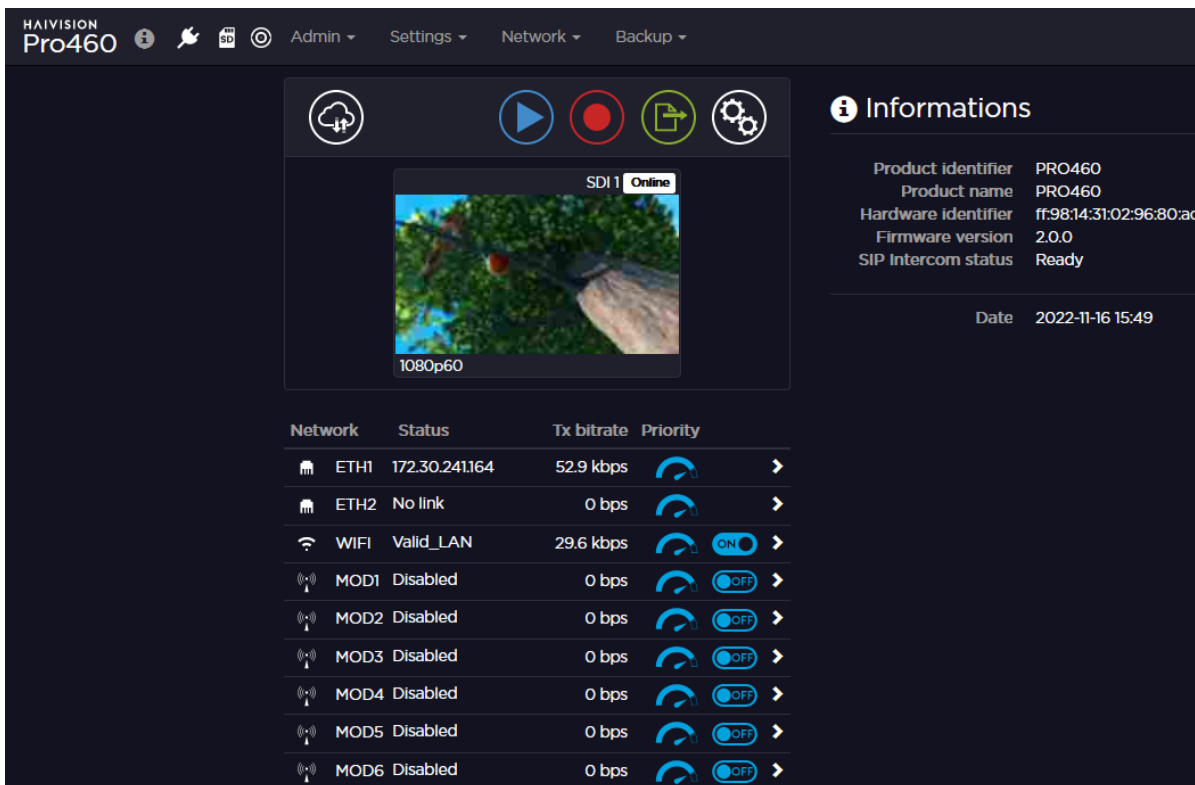 HAIVISION
Pro460
SD
Admin
Settings
Network
Backup
SDI 1 Online
1080p60
Network Status Tx bitrate Priority
ETH1 172.30.241.164 52.9 kbps
ETH2 No link 0 bps
WIFI Valid_LAN 29.6 kbps ON
MOD1 Disabled 0 bps OFF
MOD2 Disabled 0 bps OFF
MOD3 Disabled 0 bps OFF
MOD4 Disabled 0 bps OFF
MOD5 Disabled 0 bps OFF
MOD6 Disabled 0 bps OFF
Informations
Product identifier PRO460
Product name PRO460
Hardware identifier ff:98:14:31:02:96:80:a
Firmware version 2.0.0
SIP Intercom status Ready
Date 2022-11-16 15:49